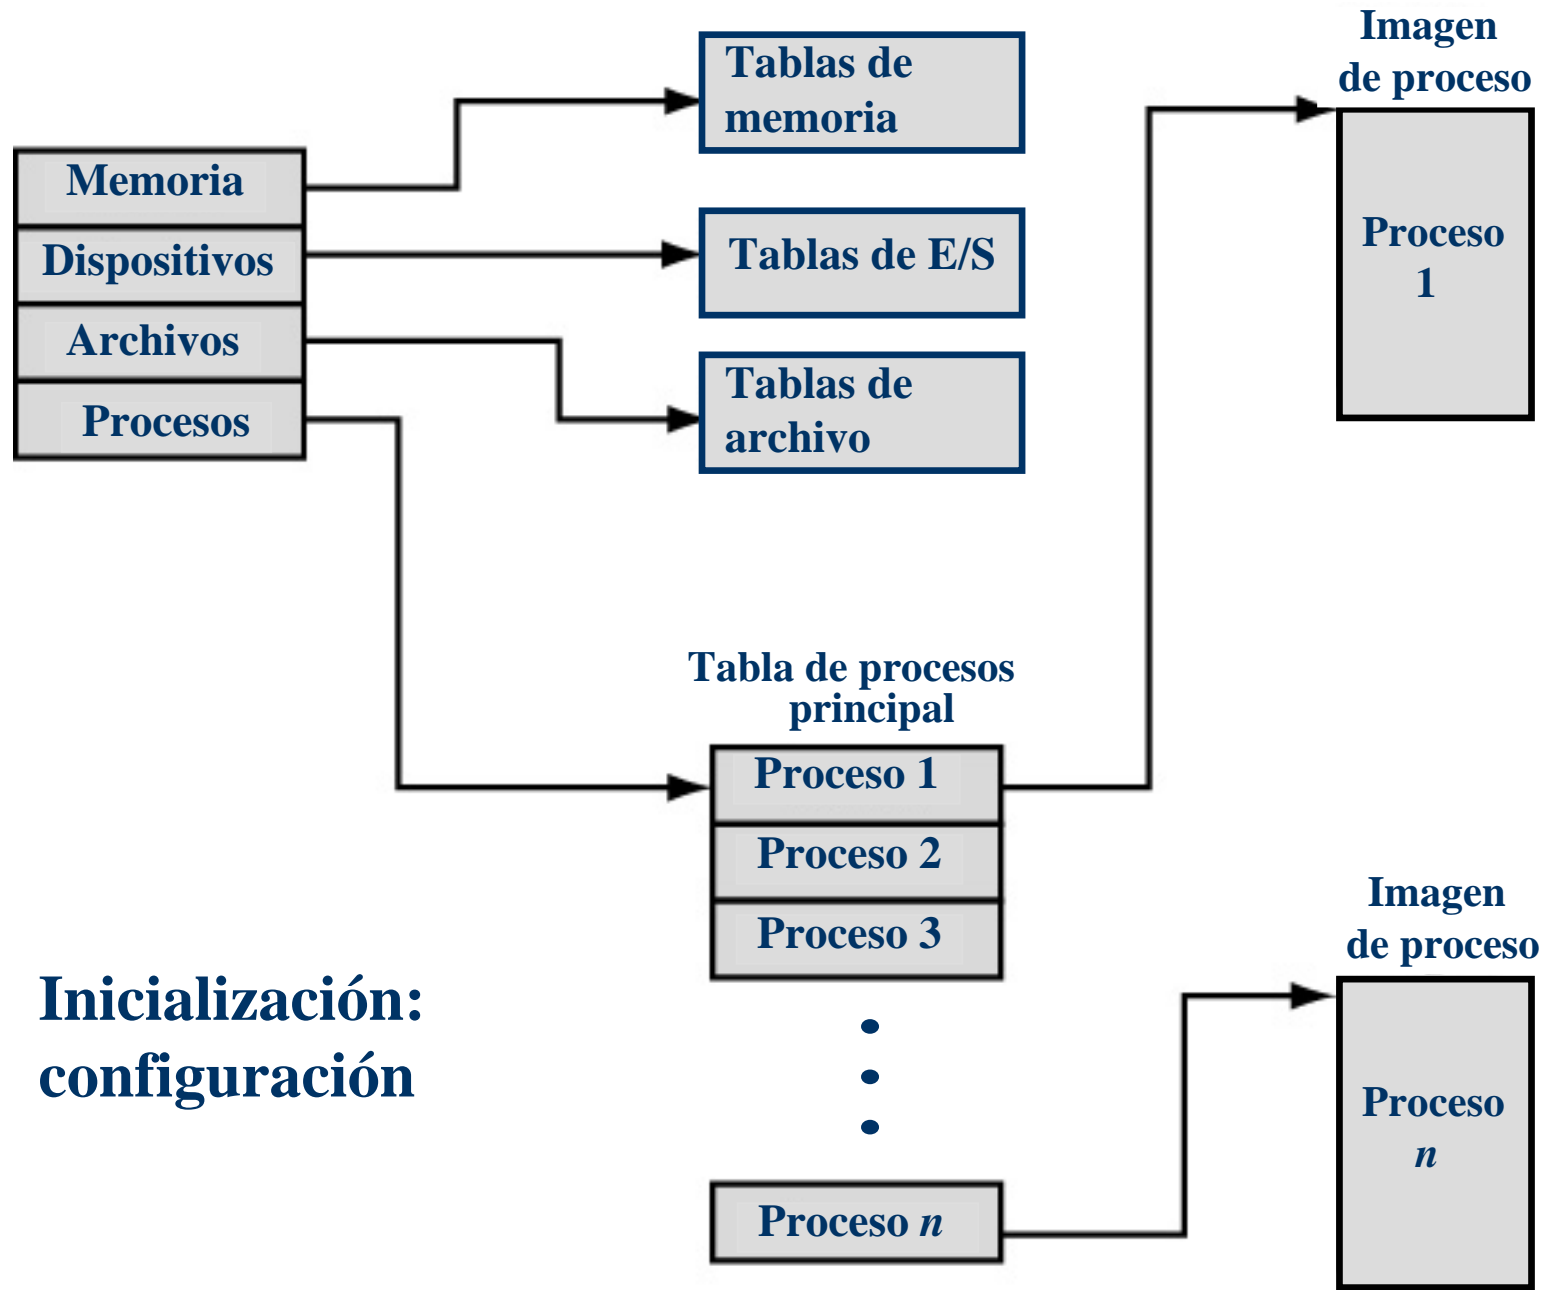 Memoria
Dispositivos
Archivos
Procesos
Tablas de
memoria
Tablas de E/S
Tablas de
archivo
Imagen
de proceso
Proceso
1
Tabla de procesos
principal
Proceso 1
Proceso 2
Proceso 3
Proceso n
Imagen
de proceso
Proceso
n
Inicialización:
configuración